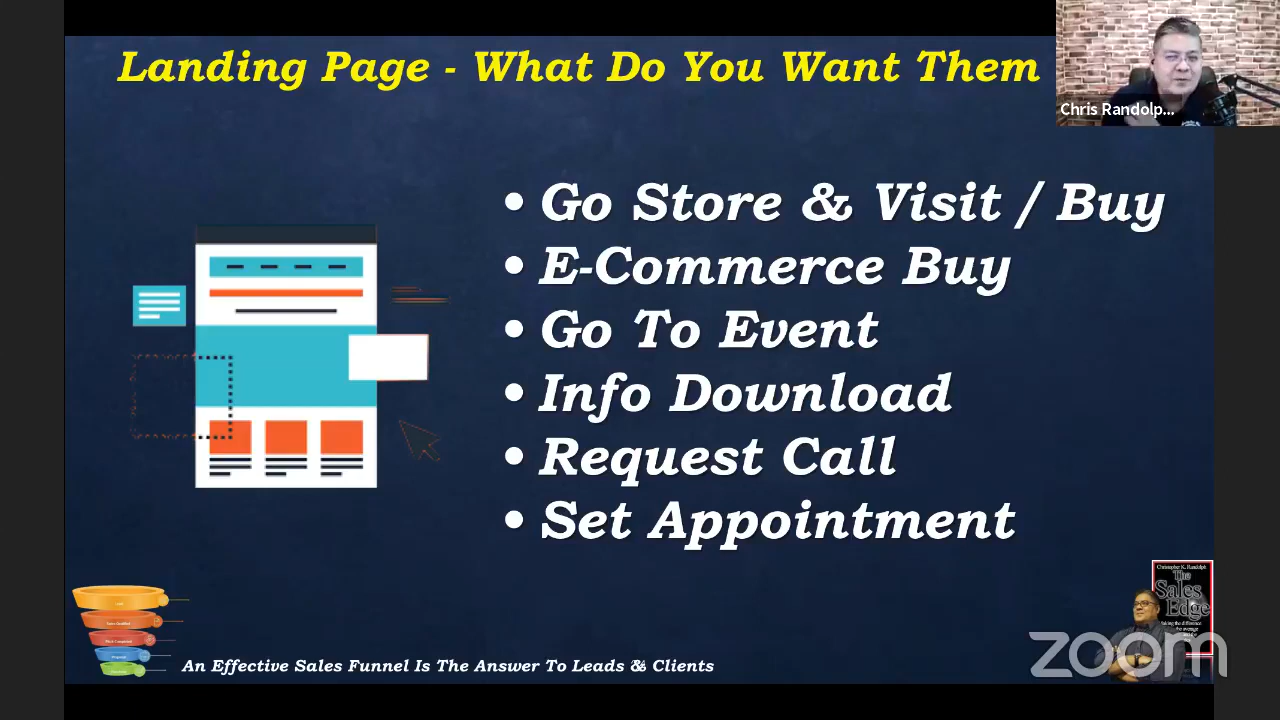 Landing Page - What Do You Want Them
Chris Randolp...
• Go Store & Visit / Buy
• E-Commerce Buy
• Go To Event
• Info Download
• Request Call
• Set Appointment
Christopher K. Randolph
The
Sales
Edge
An Effective Sales Funnel Is The Answer To Leads & Clients
zoom